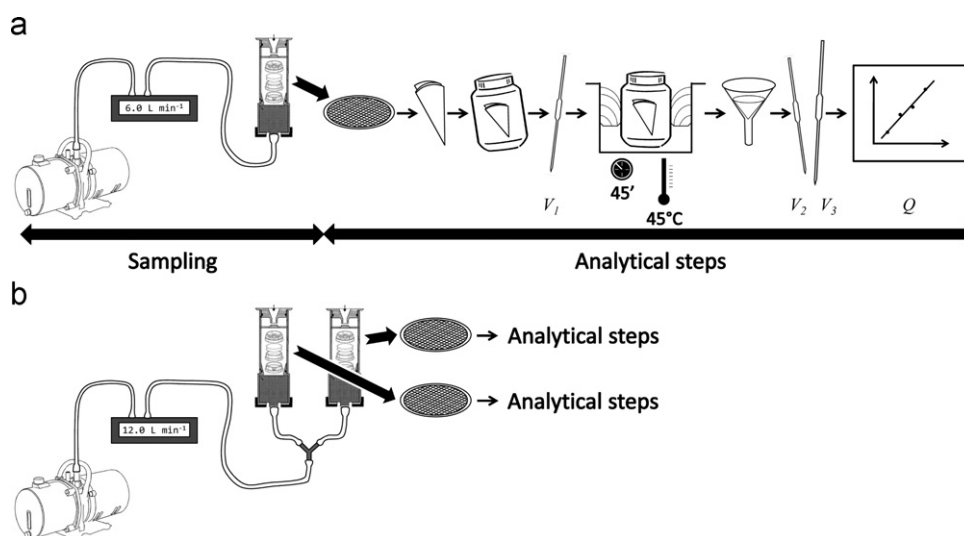 a
6.0 L min⁻¹
45’
45°C
V₁
V₂
V₃
Q
Sampling
Analytical steps
b
Analytical steps
Analytical steps
12.0 L min⁻¹